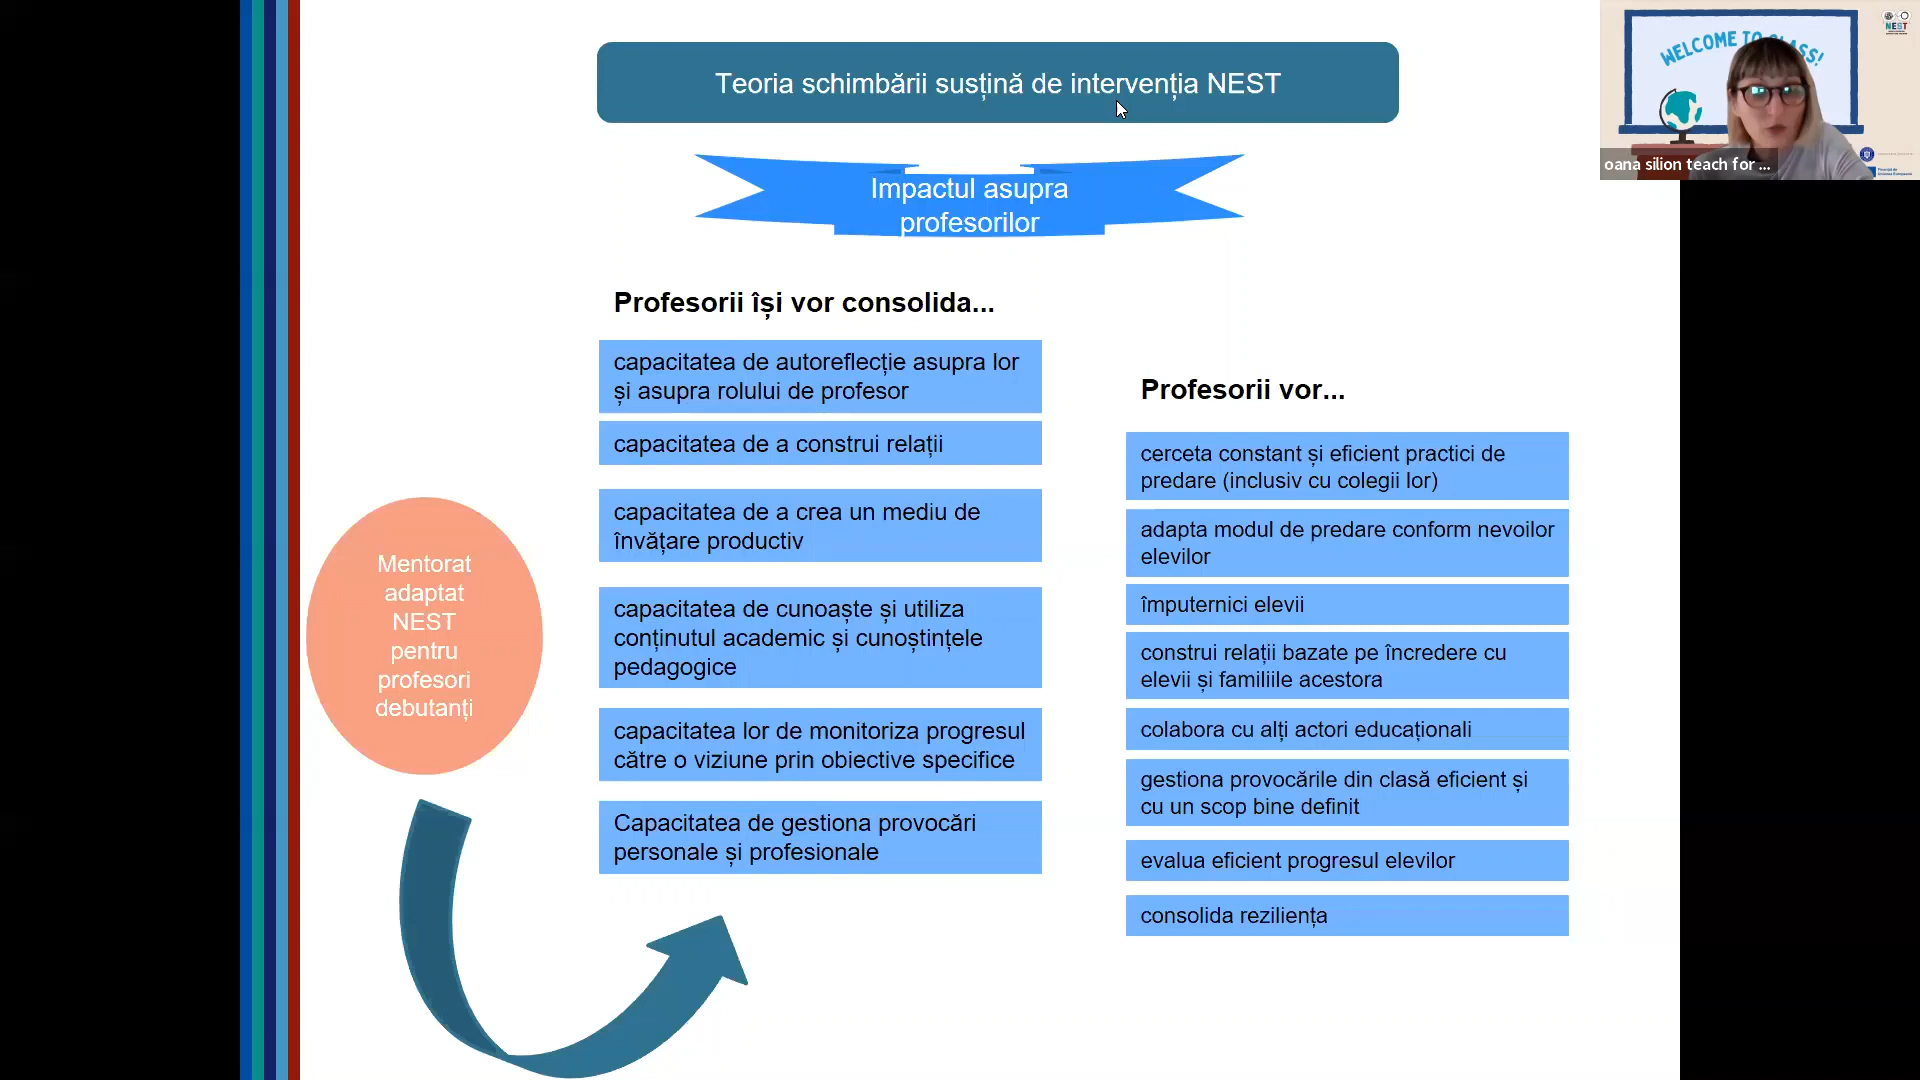 Teoria schimbării susțină de intervenția NEST
Impactul asupra
profesorilor
Profesorii își vor consolida...
capacitatea de autoreflecție asupra lor
și asupra rolului de profesor
capacitatea de a construi relații
capacitatea de a crea un mediu de
învățare productiv
capacitatea de cunoaște și utiliza
conținutul academic și cunoștințele
pedagogice
capacitatea lor de monitoriza progresul
către o viziune prin obiective specifice
Capacitatea de gestiona provocări
personale și profesionale
Profesorii vor...
cerceta constant și eficient practici de
predare (inclusiv cu colegii lor)
adapta modul de predare conform nevoilor
elevilor
împuternici elevii
construi relații bazate pe încredere cu
elevii și familiile acestora
colabora cu alți actori educaționali
gestiona provocările din clasă eficient și
cu un scop bine definit
evalua eficient progresul elevilor
consolida reziliența
Mentorat
adaptat
NEST
pentru
profesori
debutanți
WELCOME TO CLASS!
NEST
oana silion teach for ...